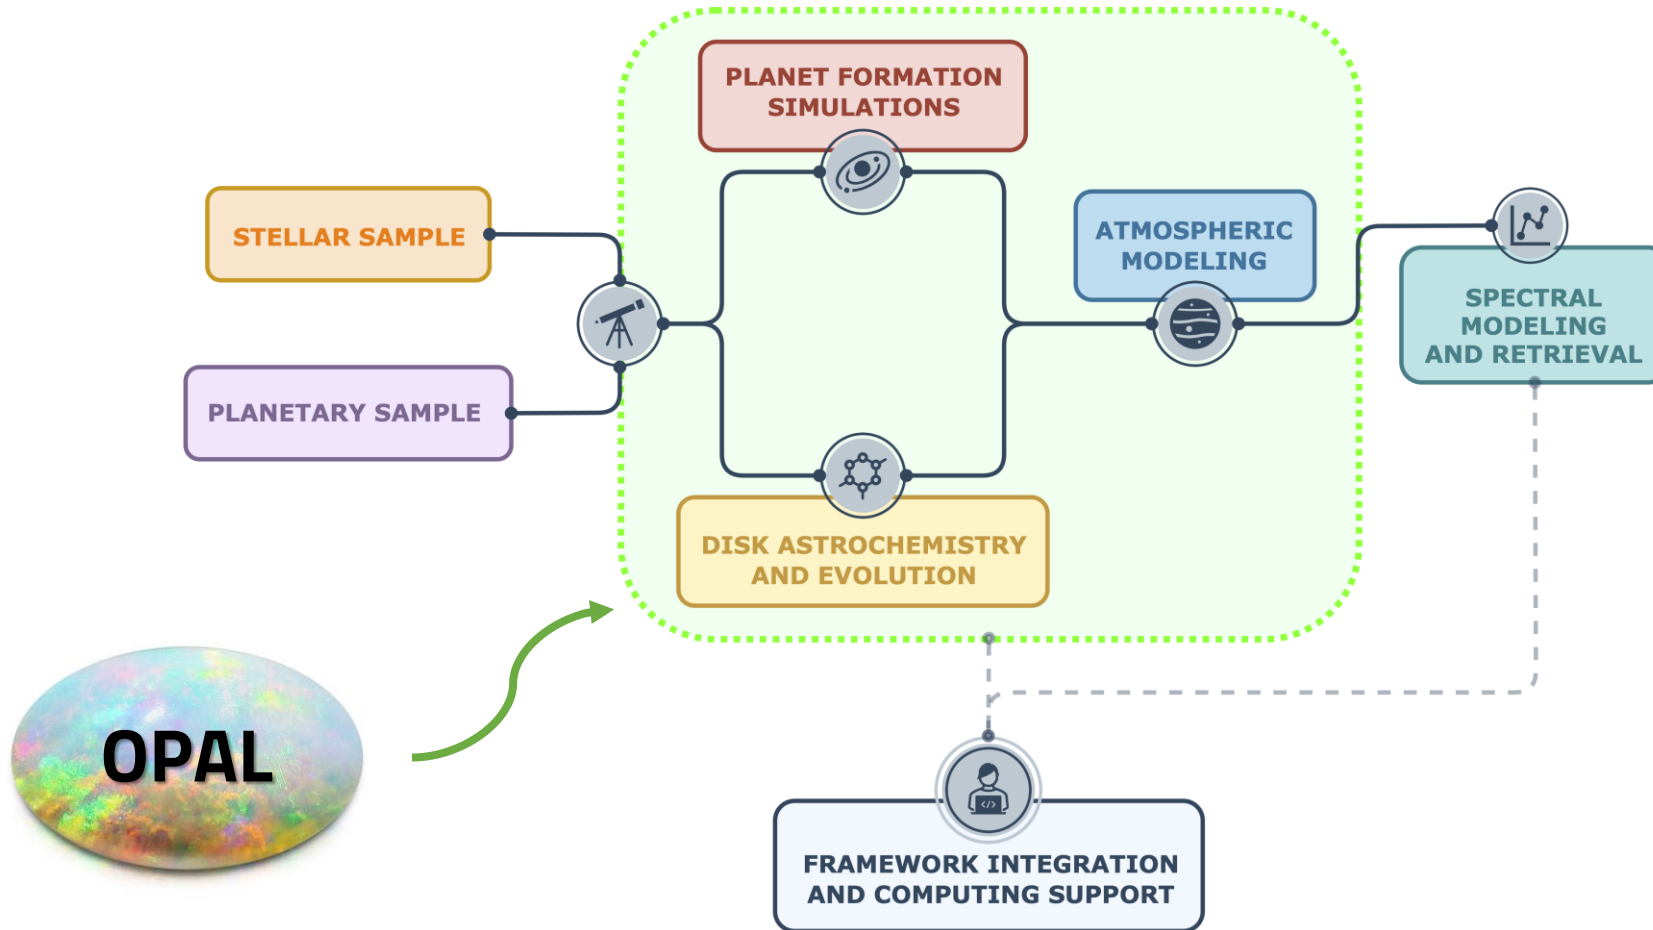 PLANET FORMATION
SIMULATIONS
STELLAR SAMPLE
ATMOSPHERIC
MODELING
SPECTRAL
MODELING
AND RETRIEVAL
PLANETARY SAMPLE
DISK ASTROCHEMISTRY
AND EVOLUTION
OPAL
</>
FRAMEWORK INTEGRATION
AND COMPUTING SUPPORT